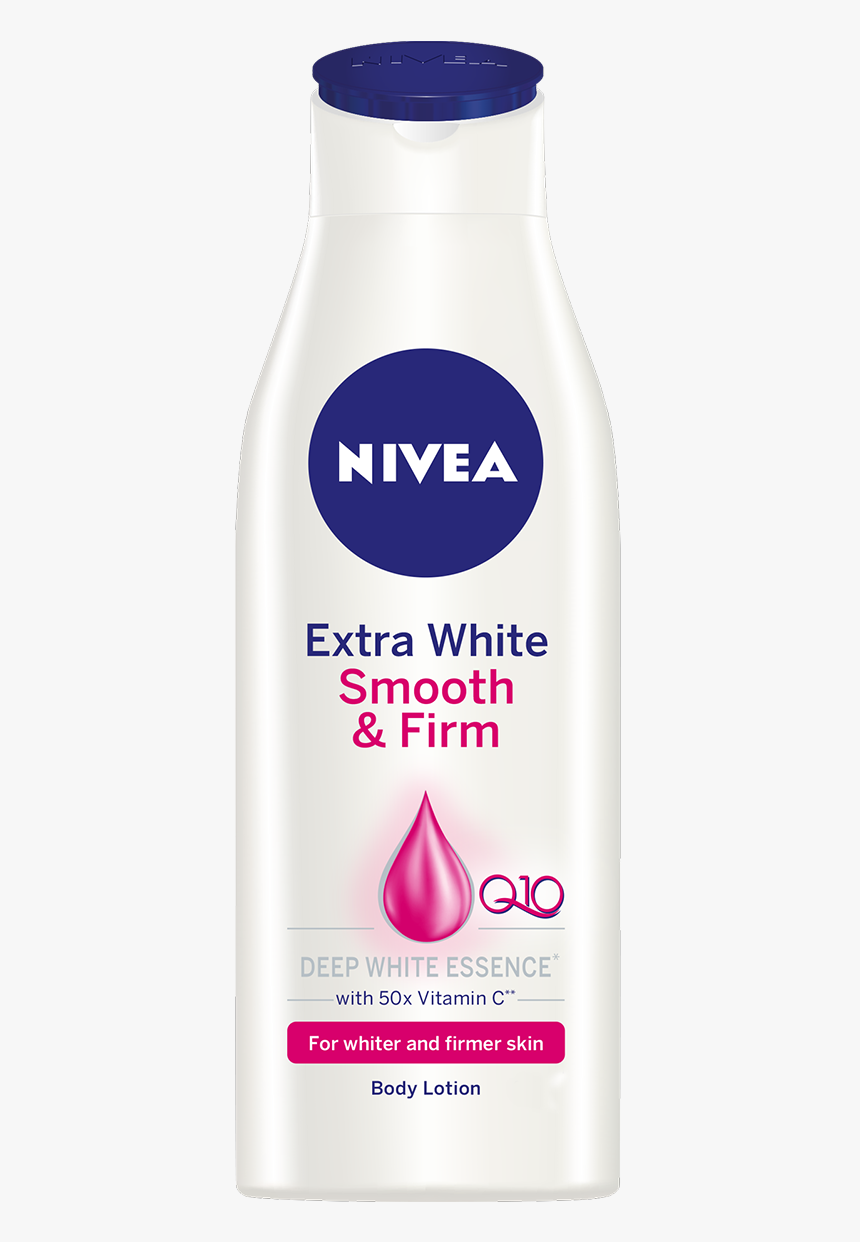 NIVEA
NIVEA
Extra White
Smooth
& Firm
Q10
DEEP WHITE ESSENCE*
with 50x Vitamin C**
For whiter and firmer skin
Body Lotion